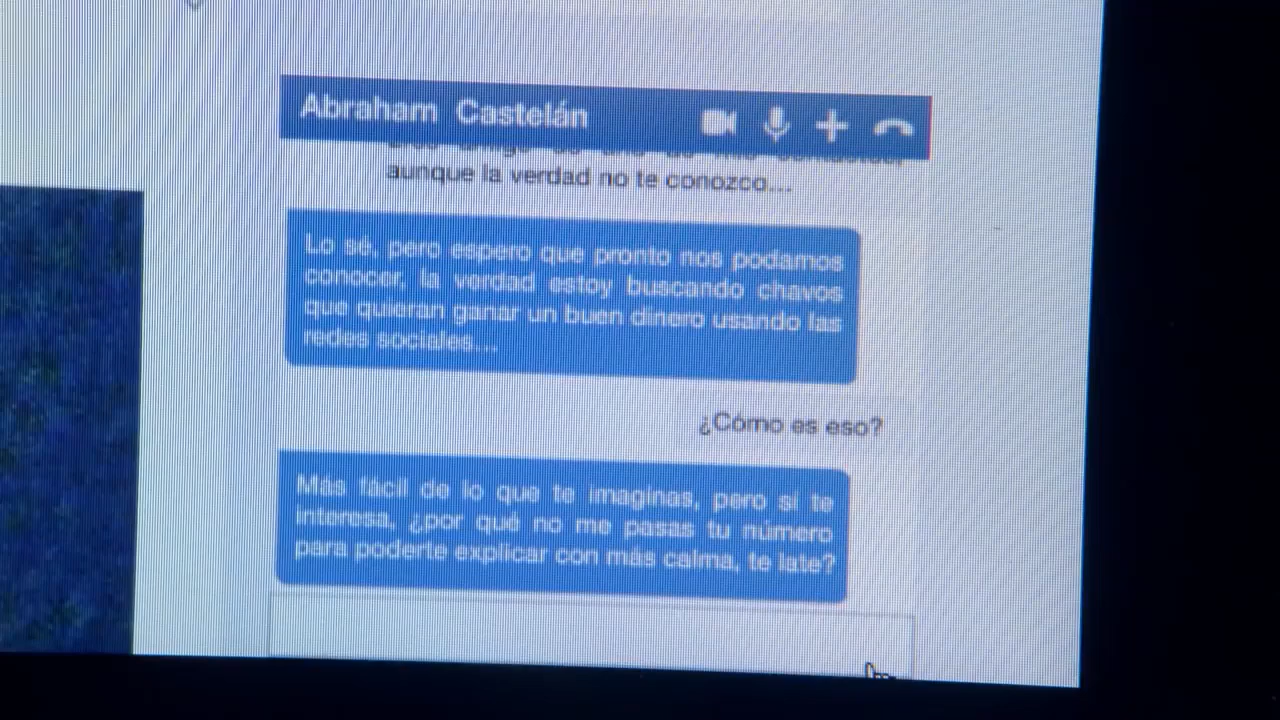 Abraham Castelán
aunque la verdad no te conozco...
Lo sé, pero espero que pronto nos podamos
conocer, la verdad estoy buscando chavos
que quieran ganar un buen dinero usando las
redes sociales...
¿Cómo es eso?
Más fácil de lo que te imaginas, pero si te
interesa, ¿por qué no me pasas tu número
para poderte explicar con más calma, te late?